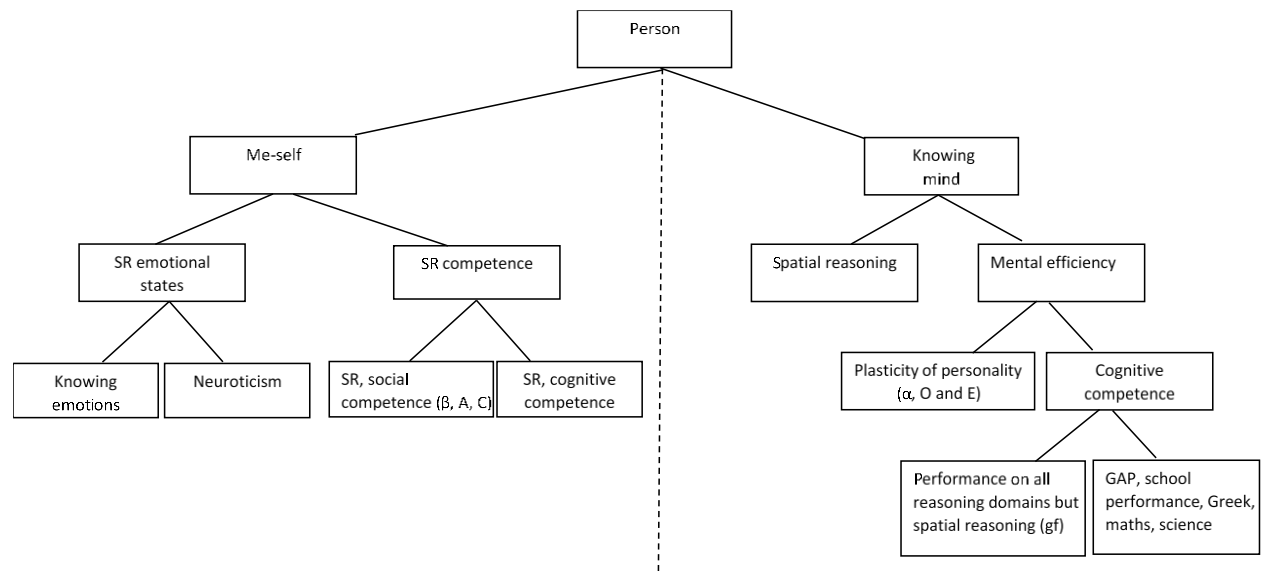 Person
Me-self
Knowing
mind
SR emotional
states
SR competence
Spatial reasoning
Mental efficiency
Knowing
emotions
Neuroticism
SR, social
competence (β, A, C)
SR, cognitive
competence
Plasticity of personality
(α, O and E)
Cognitive
competence
Performance on all
reasoning domains but
spatial reasoning (gf)
GAP, school
performance, Greek,
maths, science